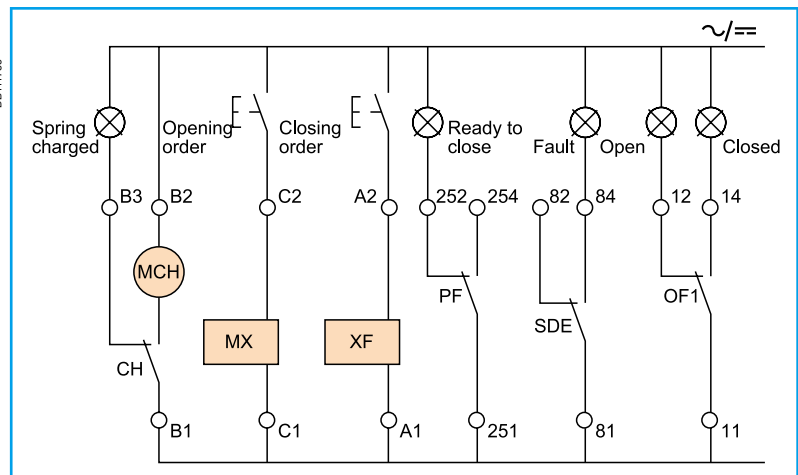 ∼/⎓
Spring charged
Opening order
Closing order
Ready to close
Fault
Open
Closed
B3
B2
C2
A2
252
254
82
84
12
14
MCH
PF
OF1
SDE
MX
XF
CH
B1
C1
A1
251
81
11